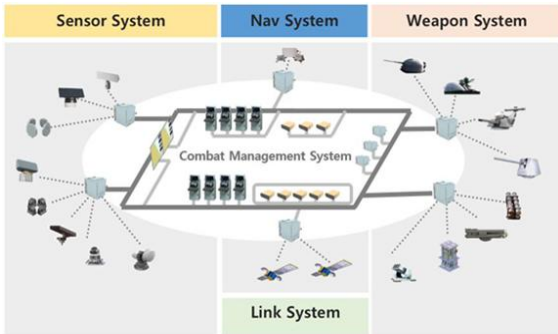 Sensor System
Nav System
Weapon System
Combat Management System
Link System